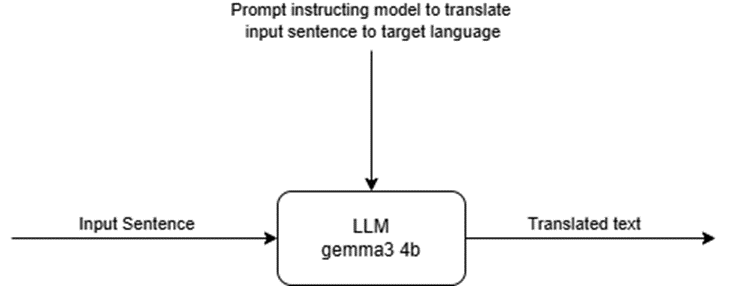 Prompt instructing model to translate
input sentence to target language
Input Sentence
LLM
gemma3 4b
Translated text